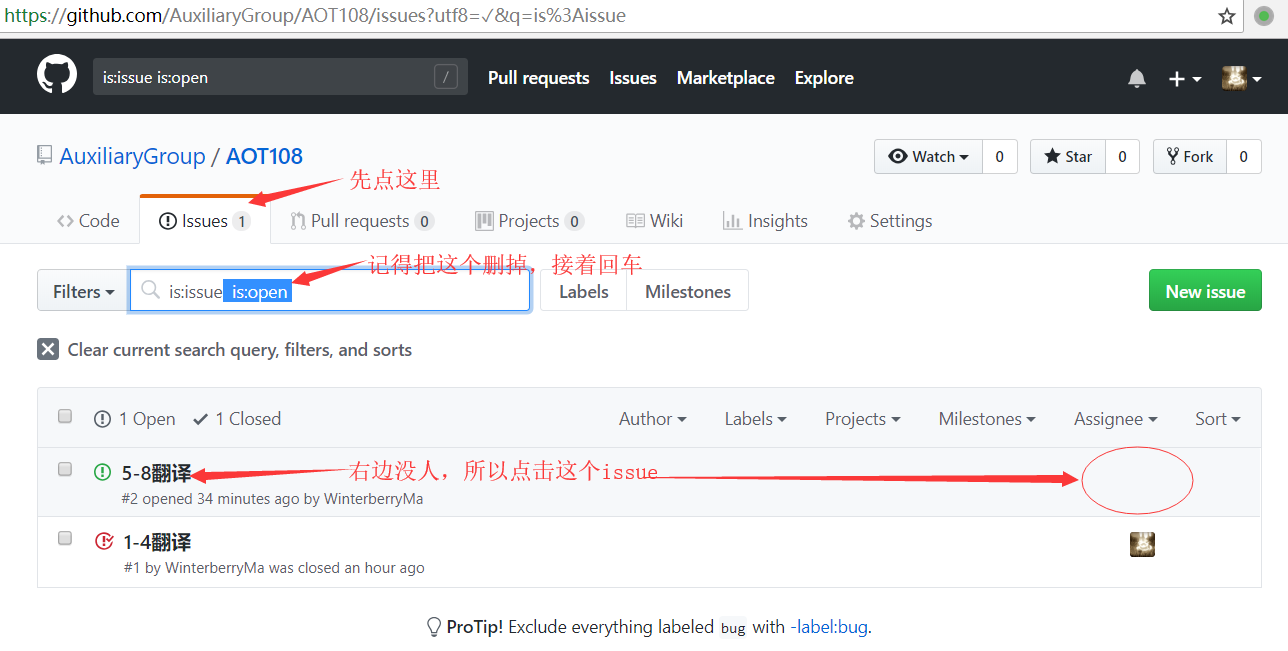 https://github.com/AuxiliaryGroup/AOT108/issues?utf8=✓&q=is%3Aissue
is:issue is:open / Pull requests Issues Marketplace Explore
AuxiliaryGroup / AOT108 Watch 0 Star 0 Fork 0
先点这里
Code Issues 1 Pull requests 0 Projects 0 Wiki Insights Settings
记得把这个删掉，接着回车
Filters is:issue is:open Labels Milestones New issue
Clear current search query, filters, and sorts
1 Open 1 Closed Author Labels Projects Milestones Assignee Sort
5-8翻译 右边没人，所以点击这个issue
#2 opened 34 minutes ago by WinterberryMa
1-4翻译
#1 by WinterberryMa was closed an hour ago
ProTip! Exclude everything labeled bug with -label:bug.